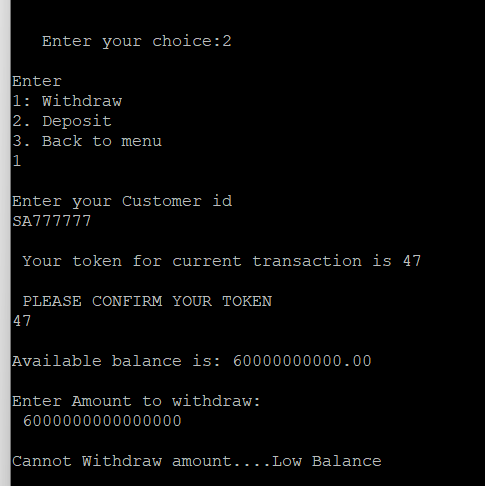 Enter your choice:2
Enter
1: Withdraw
2. Deposit
3. Back to menu
1
Enter your Customer id
SA777777
Your token for current transaction is 47
PLEASE CONFIRM YOUR TOKEN
47
Available balance is: 60000000000.00
Enter Amount to withdraw:
6000000000000000
Cannot Withdraw amount....Low Balance